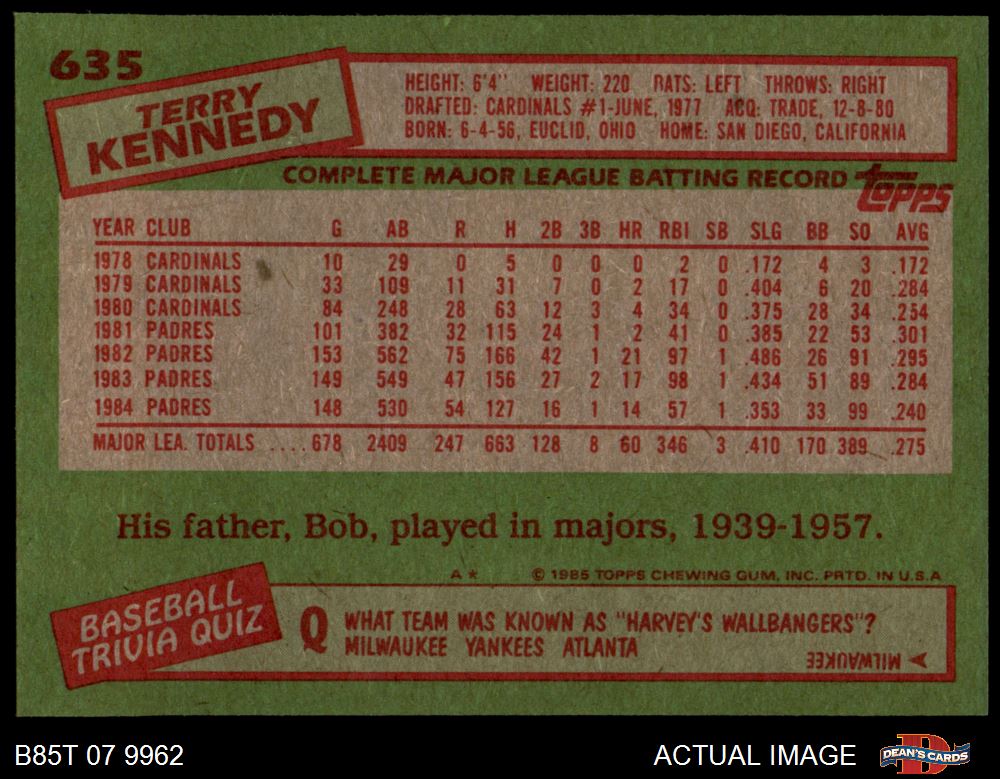 635
TERRY
KENNEDY
HEIGHT: 6'4" WEIGHT: 220 BATS: LEFT THROWS: RIGHT
DRAFTED: CARDINALS #1-JUNE, 1977 ACQ: TRADE, 12-8-80
BORN: 6-4-56, EUCLID, OHIO HOME: SAN DIEGO, CALIFORNIA
COMPLETE MAJOR LEAGUE BATTING RECORD topps
YEAR CLUB G AB R H 2B 3B HR RBI SB SLG BB SO AVG
1978 CARDINALS 10 29 0 5 0 0 0 2 0 .172 4 3 .172
1979 CARDINALS 33 109 11 31 7 0 2 17 0 .404 6 20 .284
1980 CARDINALS 84 248 28 63 12 3 4 34 0 .375 28 34 .254
1981 PADRES 101 382 32 115 24 1 2 41 0 .385 22 53 .301
1982 PADRES 153 562 75 166 42 1 21 97 1 .486 26 91 .295
1983 PADRES 149 549 47 156 27 2 17 98 1 .434 51 89 .284
1984 PADRES 148 530 54 127 16 1 14 57 1 .353 33 99 .240
MAJOR LEA. TOTALS ....678 2409 247 663 128 8 60 346 3 .410 170 389 .275
His father, Bob, played in majors, 1939-1957.
A* © 1985 TOPPS CHEWING GUM, INC. PRTD. IN U.S.A
BASEBALL
TRIVIA QUIZ
Q WHAT TEAM WAS KNOWN AS "HARVEY'S WALLBANGERS"?
MILWAUKEE YANKEES ATLANTA
MILWAUKEE
B85T 07 9962
ACTUAL IMAGE
DEAN'S CARDS